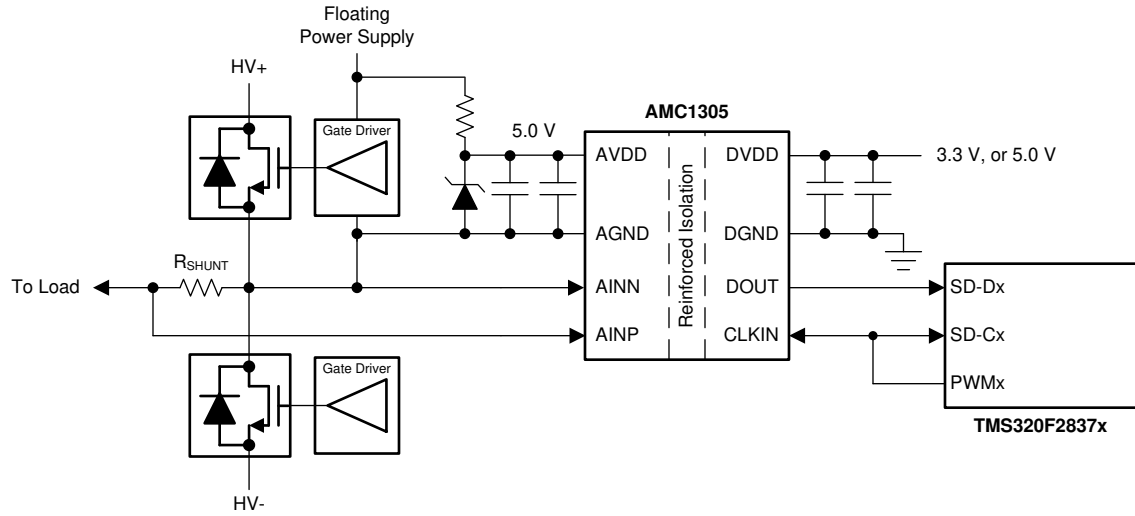 Floating
Power Supply
HV+
Gate Driver
5.0 V
AMC1305
AVDD
DVDD
3.3 V, or 5.0 V
Reinforced Isolation
AGND
DGND
RSHUNT
To Load
AINN
DOUT
SD-Dx
AINP
CLKIN
SD-Cx
Gate Driver
PWMx
TMS320F2837x
HV-